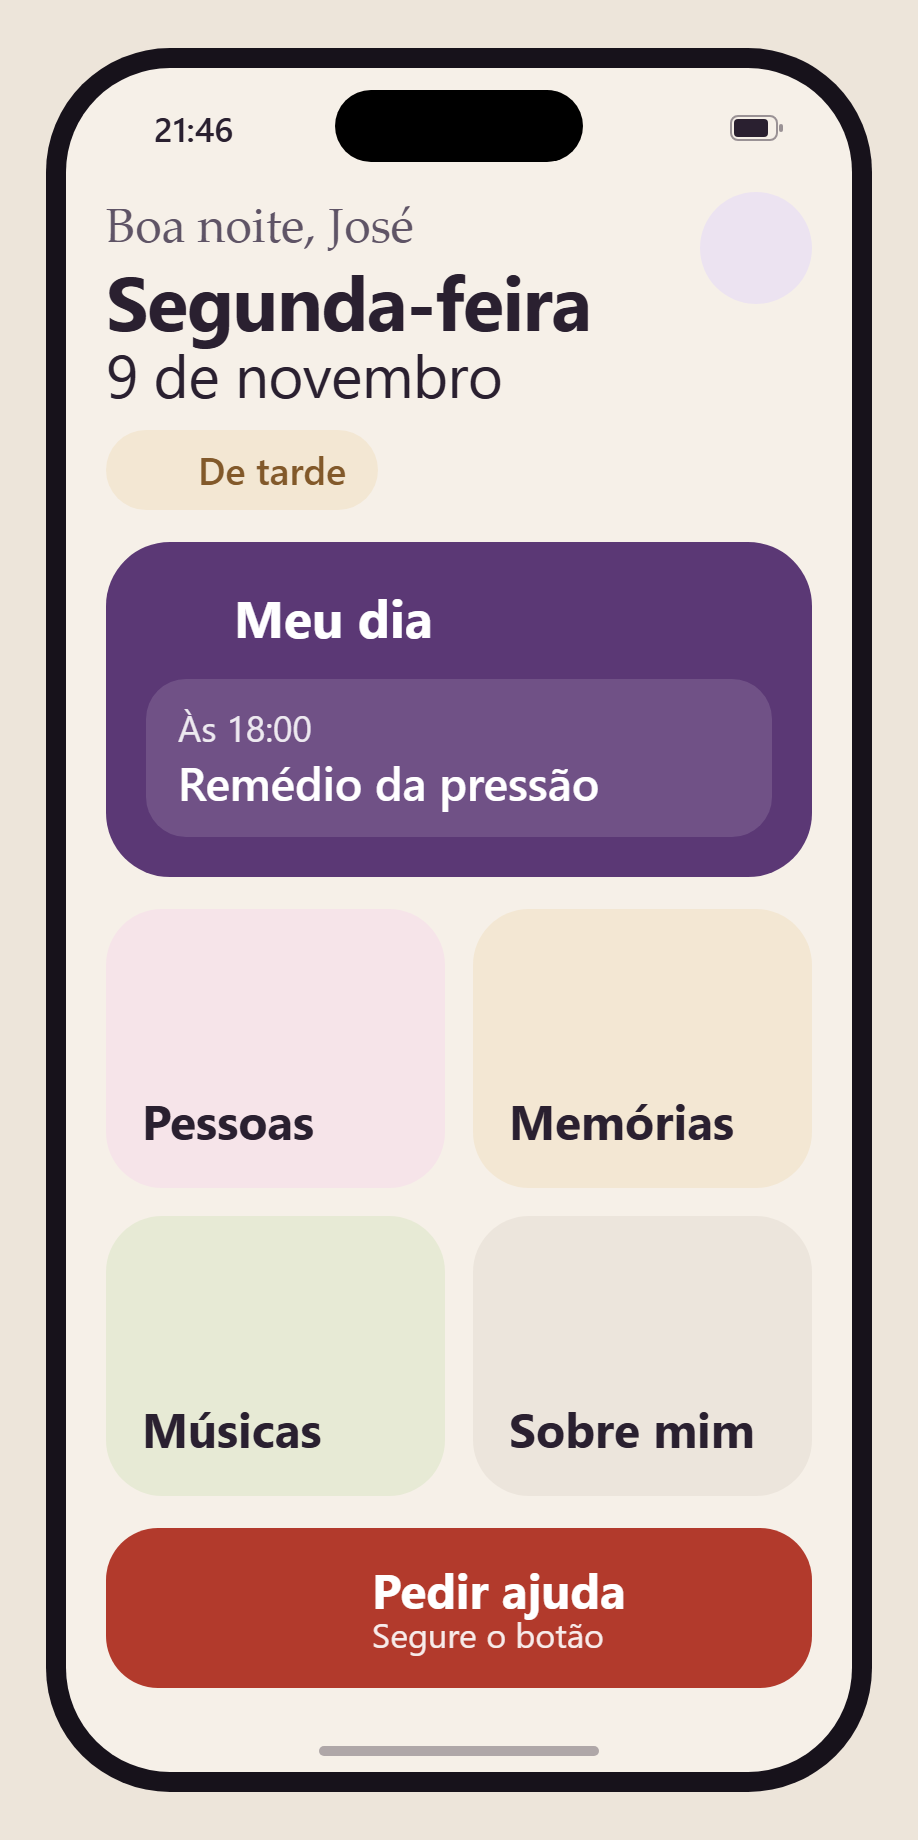 21:46
Boa noite, José
Segunda-feira
9 de novembro
De tarde
Meu dia
Às 18:00
Remédio da pressão
Pessoas
Memórias
Músicas
Sobre mim
Pedir ajuda
Segure o botão